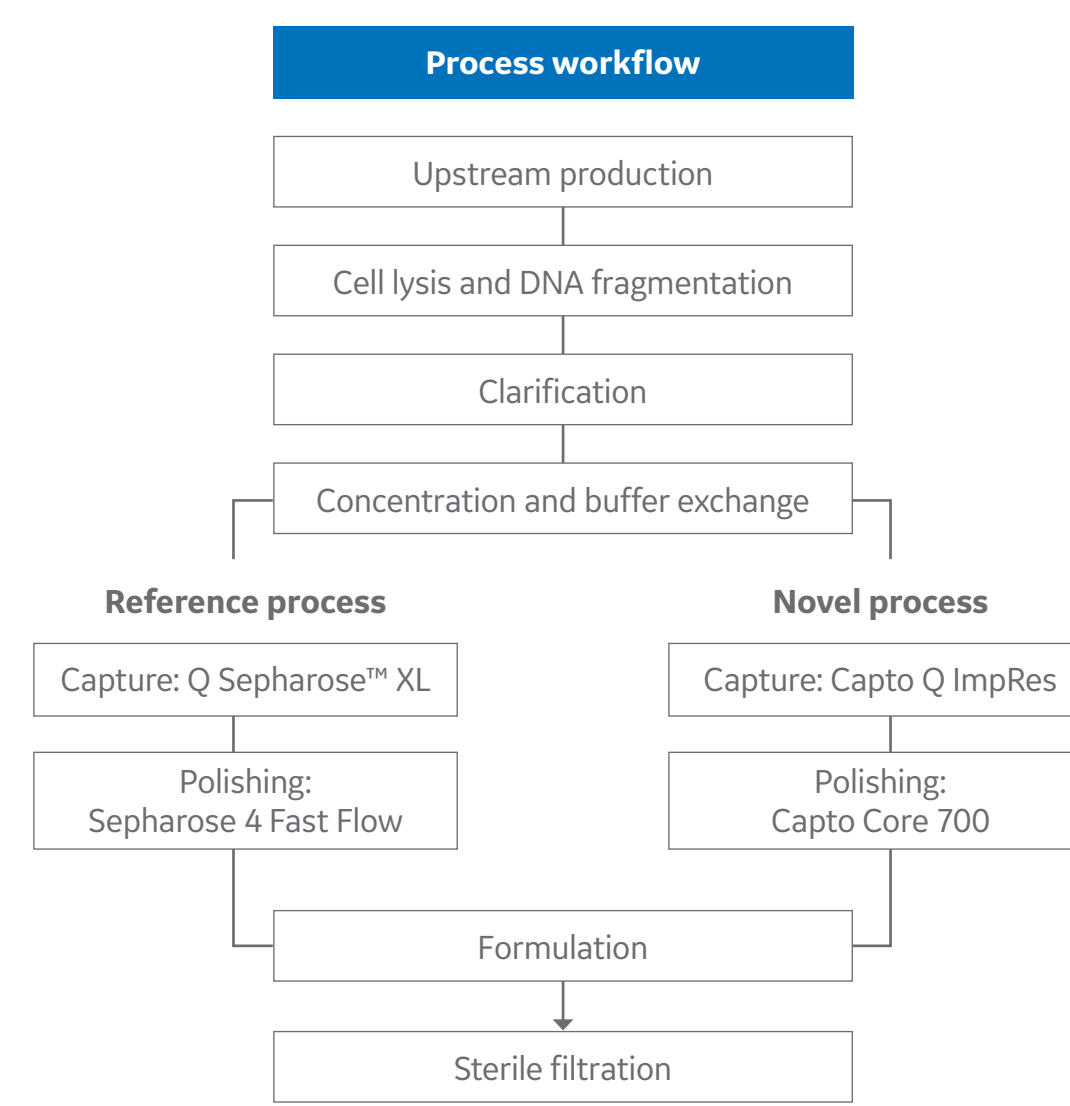 Process workflow
Upstream production
Cell lysis and DNA fragmentation
Clarification
Concentration and buffer exchange
Reference process
Capture: Q Sepharose™ XL
Polishing:
Sepharose 4 Fast Flow
Novel process
Capture: Capto Q ImpRes
Polishing:
Capto Core 700
Formulation
Sterile filtration